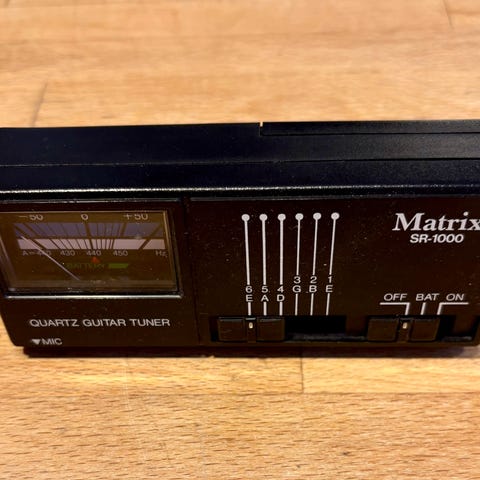 -50 0 +50
A=440 430 440 450 Hz
BATTERY
QUARTZ GUITAR TUNER
▼MIC
6 5 4 3 2 1
E A D G B E
Matrix
SR-1000
OFF BAT ON